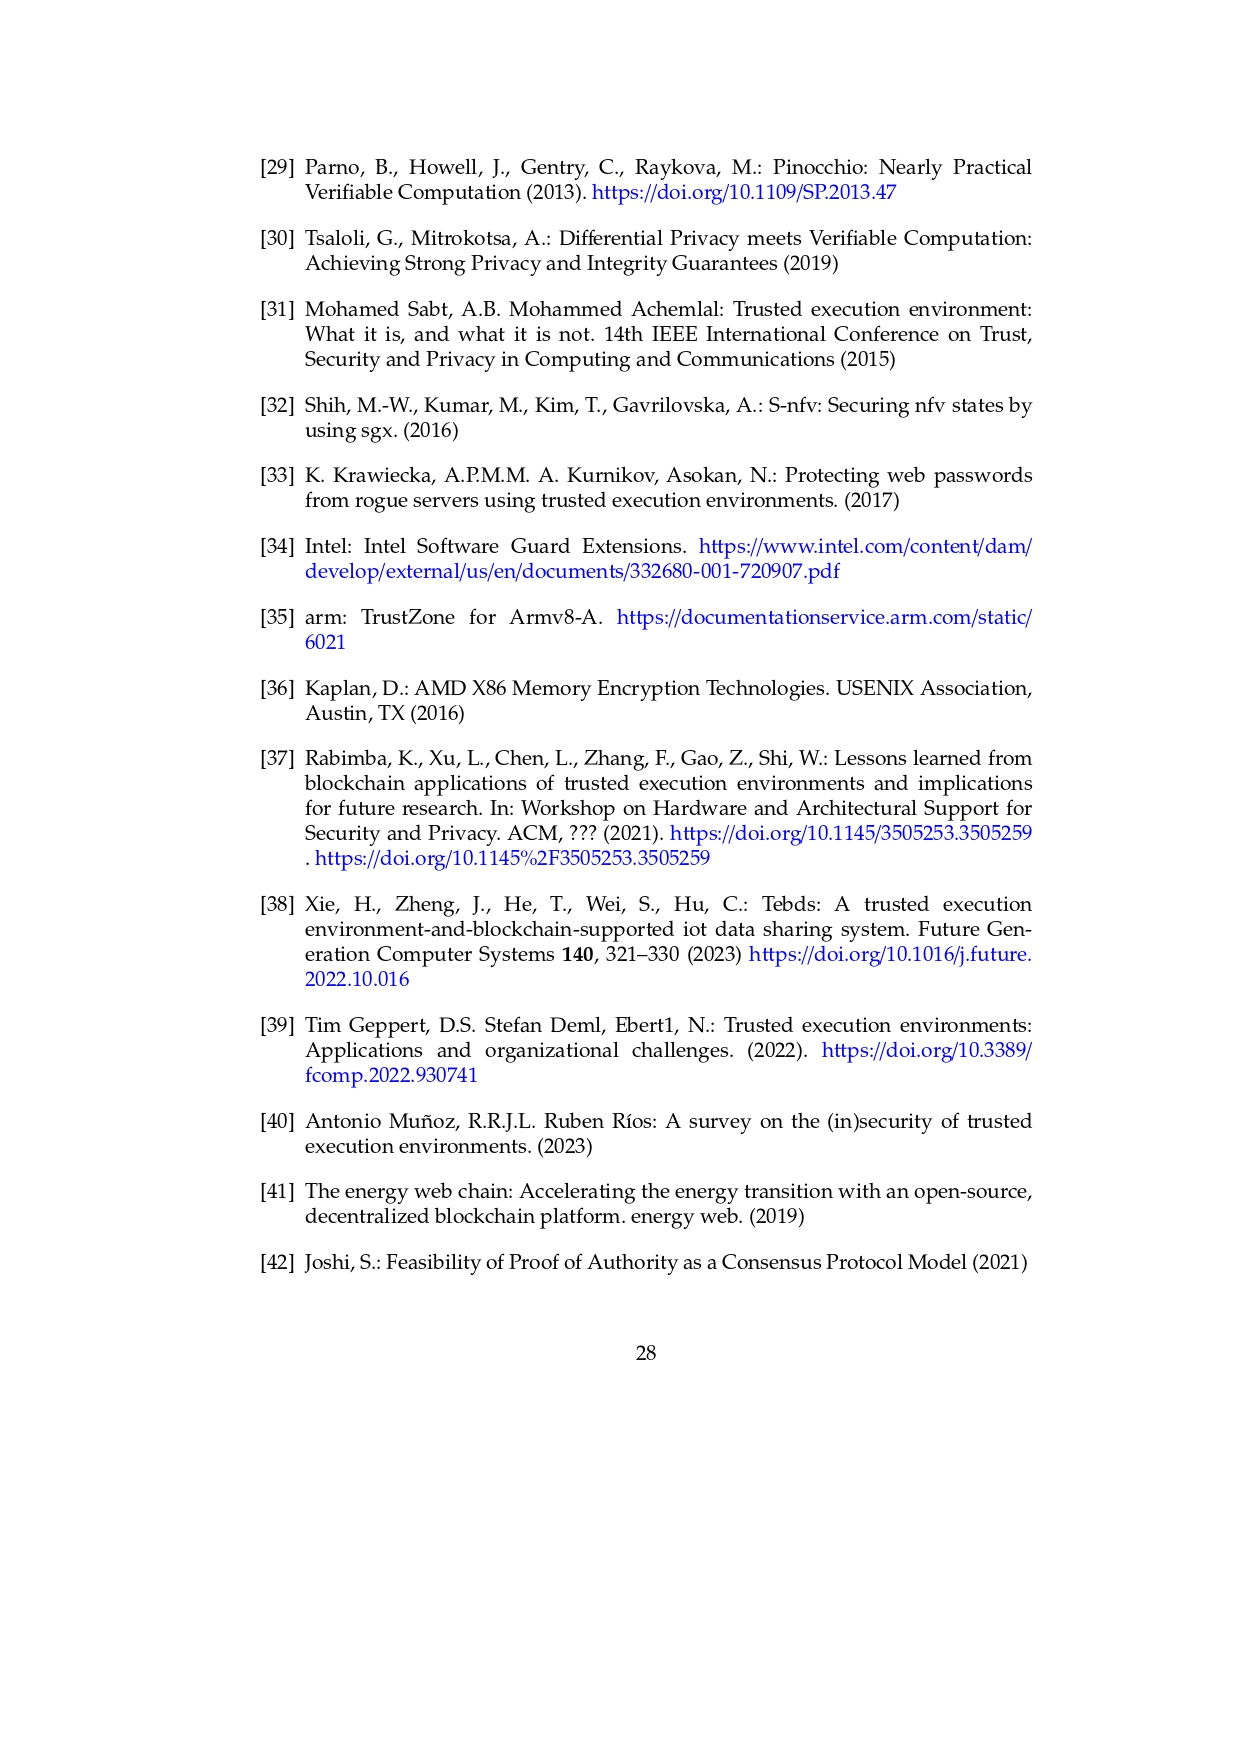 [29] Parno, B., Howell, J., Gentry, C., Raykova, M.: Pinocchio: Nearly Practical
Verifiable Computation (2013). https://doi.org/10.1109/SP.2013.47
[30] Tsaloli, G., Mitrokotsa, A.: Differential Privacy meets Verifiable Computation:
Achieving Strong Privacy and Integrity Guarantees (2019)
[31] Mohamed Sabt, A.B. Mohammed Achemlal: Trusted execution environment:
What it is, and what it is not. 14th IEEE International Conference on Trust,
Security and Privacy in Computing and Communications (2015)
[32] Shih, M.-W., Kumar, M., Kim, T., Gavrilovska, A.: S-nfv: Securing nfv states by
using sgx. (2016)
[33] K. Krawiecka, A.P.M.M. A. Kurnikov, Asokan, N.: Protecting web passwords
from rogue servers using trusted execution environments. (2017)
[34] Intel: Intel Software Guard Extensions. https://www.intel.com/content/dam/
develop/external/us/en/documents/332680-001-720907.pdf
[35] arm: TrustZone for Armv8-A. https://documentationservice.arm.com/static/
6021
[36] Kaplan, D.: AMD X86 Memory Encryption Technologies. USENIX Association,
Austin, TX (2016)
[37] Rabimba, K., Xu, L., Chen, L., Zhang, F., Gao, Z., Shi, W.: Lessons learned from
blockchain applications of trusted execution environments and implications
for future research. In: Workshop on Hardware and Architectural Support for
Security and Privacy. ACM, ??? (2021). https://doi.org/10.1145/3505253.3505259
. https://doi.org/10.1145%2F3505253.3505259
[38] Xie, H., Zheng, J., He, T., Wei, S., Hu, C.: Tebds: A trusted execution
environment-and-blockchain-supported iot data sharing system. Future Gen-
eration Computer Systems 140, 321–330 (2023) https://doi.org/10.1016/j.future.
2022.10.016
[39] Tim Geppert, D.S. Stefan Deml, Ebert1, N.: Trusted execution environments:
Applications and organizational challenges. (2022). https://doi.org/10.3389/
fcomp.2022.930741
[40] Antonio Muñoz, R.R.J.L. Ruben Ríos: A survey on the (in)security of trusted
execution environments. (2023)
[41] The energy web chain: Accelerating the energy transition with an open-source,
decentralized blockchain platform. energy web. (2019)
[42] Joshi, S.: Feasibility of Proof of Authority as a Consensus Protocol Model (2021)
28